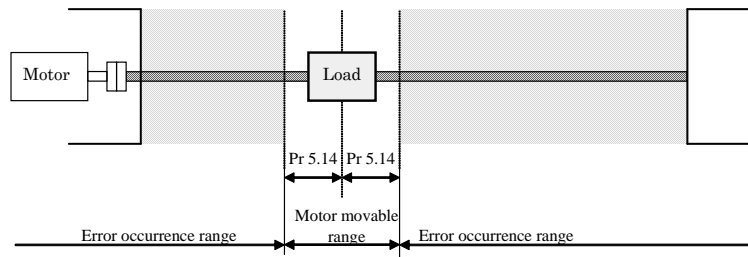 Motor
Load
Pr 5.14 Pr 5.14
Motor movable
range
Error occurrence range
Error occurrence range